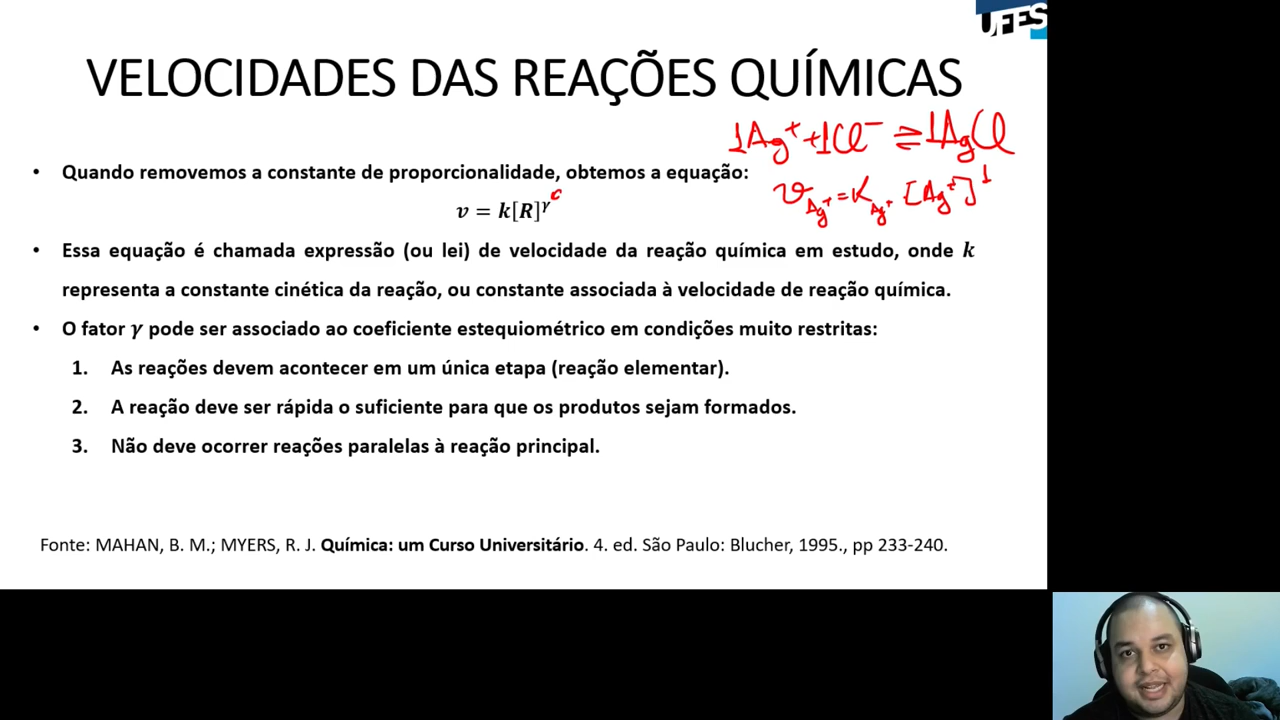 UFES
VELOCIDADES DAS REAÇÕES QUÍMICAS
1Ag⁺ + 1Cl⁻ ⇌ 1AgCl
• Quando removemos a constante de proporcionalidade, obtemos a equação:
v_Ag⁺ = K_Ag⁺ · [Ag⁺]¹
v = k[R]^γ
• Essa equação é chamada expressão (ou lei) de velocidade da reação química em estudo, onde k
representa a constante cinética da reação, ou constante associada à velocidade de reação química.
• O fator γ pode ser associado ao coeficiente estequiométrico em condições muito restritas:
1. As reações devem acontecer em um única etapa (reação elementar).
2. A reação deve ser rápida o suficiente para que os produtos sejam formados.
3. Não deve ocorrer reações paralelas à reação principal.
Fonte: MAHAN, B. M.; MYERS, R. J. Química: um Curso Universitário. 4. ed. São Paulo: Blucher, 1995., pp 233-240.